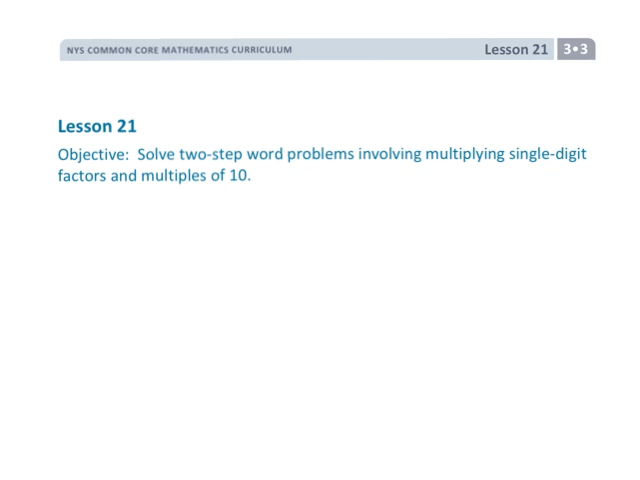 NYS COMMON CORE MATHEMATICS CURRICULUM Lesson 21 3•3
Lesson 21
Objective: Solve two-step word problems involving multiplying single-digit
factors and multiples of 10.